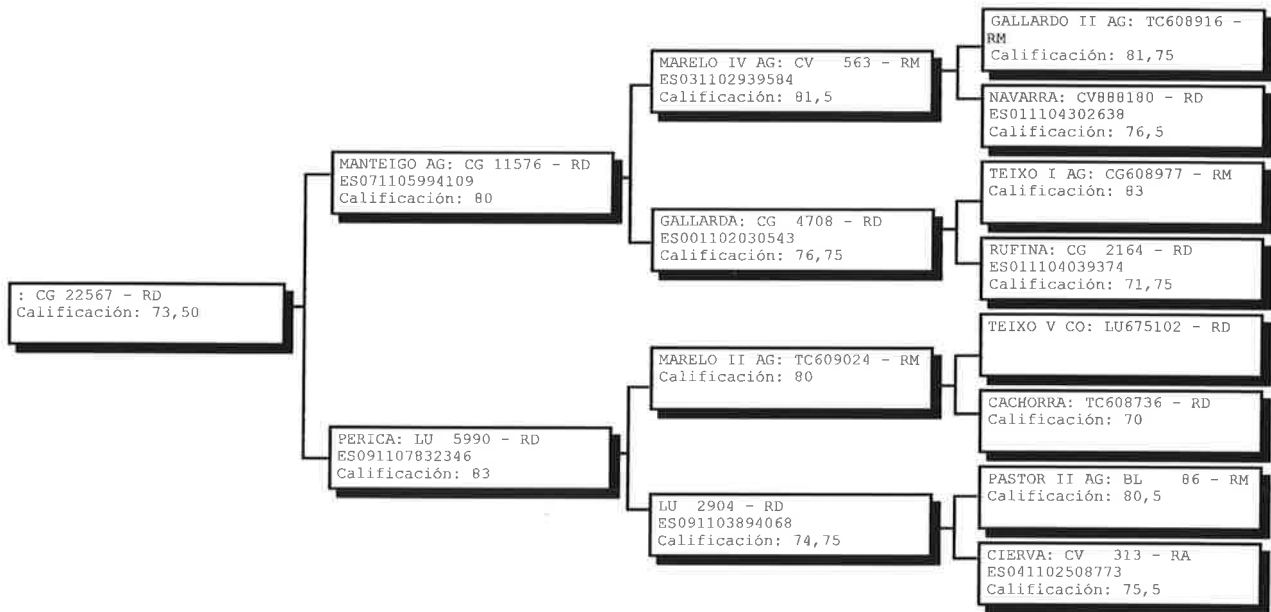 : CG 22567 - RD
Calificación: 73,50
MANTEIGO AG: CG 11576 - RD
ES071105994109
Calificación: 80
PERICA: LU 5990 - RD
ES091107832346
Calificación: 83
MARELO IV AG: CV 563 - RM
ES031102939584
Calificación: 81,5
GALLARDA: CG 4708 - RD
ES001102030543
Calificación: 76,75
MARELO II AG: TC609024 - RM
Calificación: 80
LU 2904 - RD
ES091103894068
Calificación: 74,75
GALLARDO II AG: TC608916 -
RM
Calificación: 81,75
NAVARRA: CV888180 - RD
ES011104302638
Calificación: 76,5
TEIXO I AG: CG608977 - RM
Calificación: 83
RUFINA: CG 2164 - RD
ES011104039374
Calificación: 71,75
TEIXO V CO: LU675102 - RD
CACHORRA: TC608736 - RD
Calificación: 70
PASTOR II AG: BL 86 - RM
Calificación: 80,5
CIERVA: CV 313 - RA
ES041102508773
Calificación: 75,5